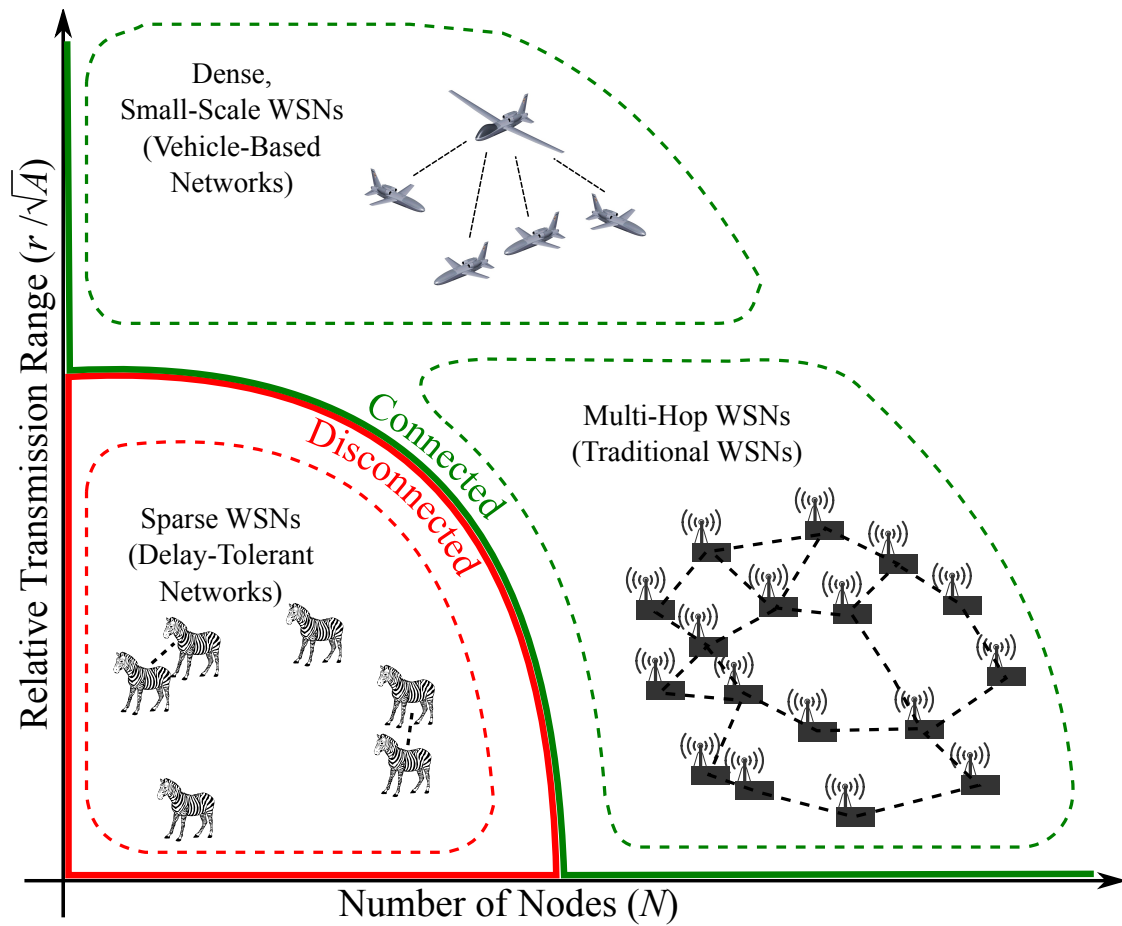 Dense,
Small-Scale WSNs
(Vehicle-Based
Networks)
Relative Transmission Range (r /√A)
Connected
Disconnected
Multi-Hop WSNs
(Traditional WSNs)
Sparse WSNs
(Delay-Tolerant
Networks)
Number of Nodes (N)